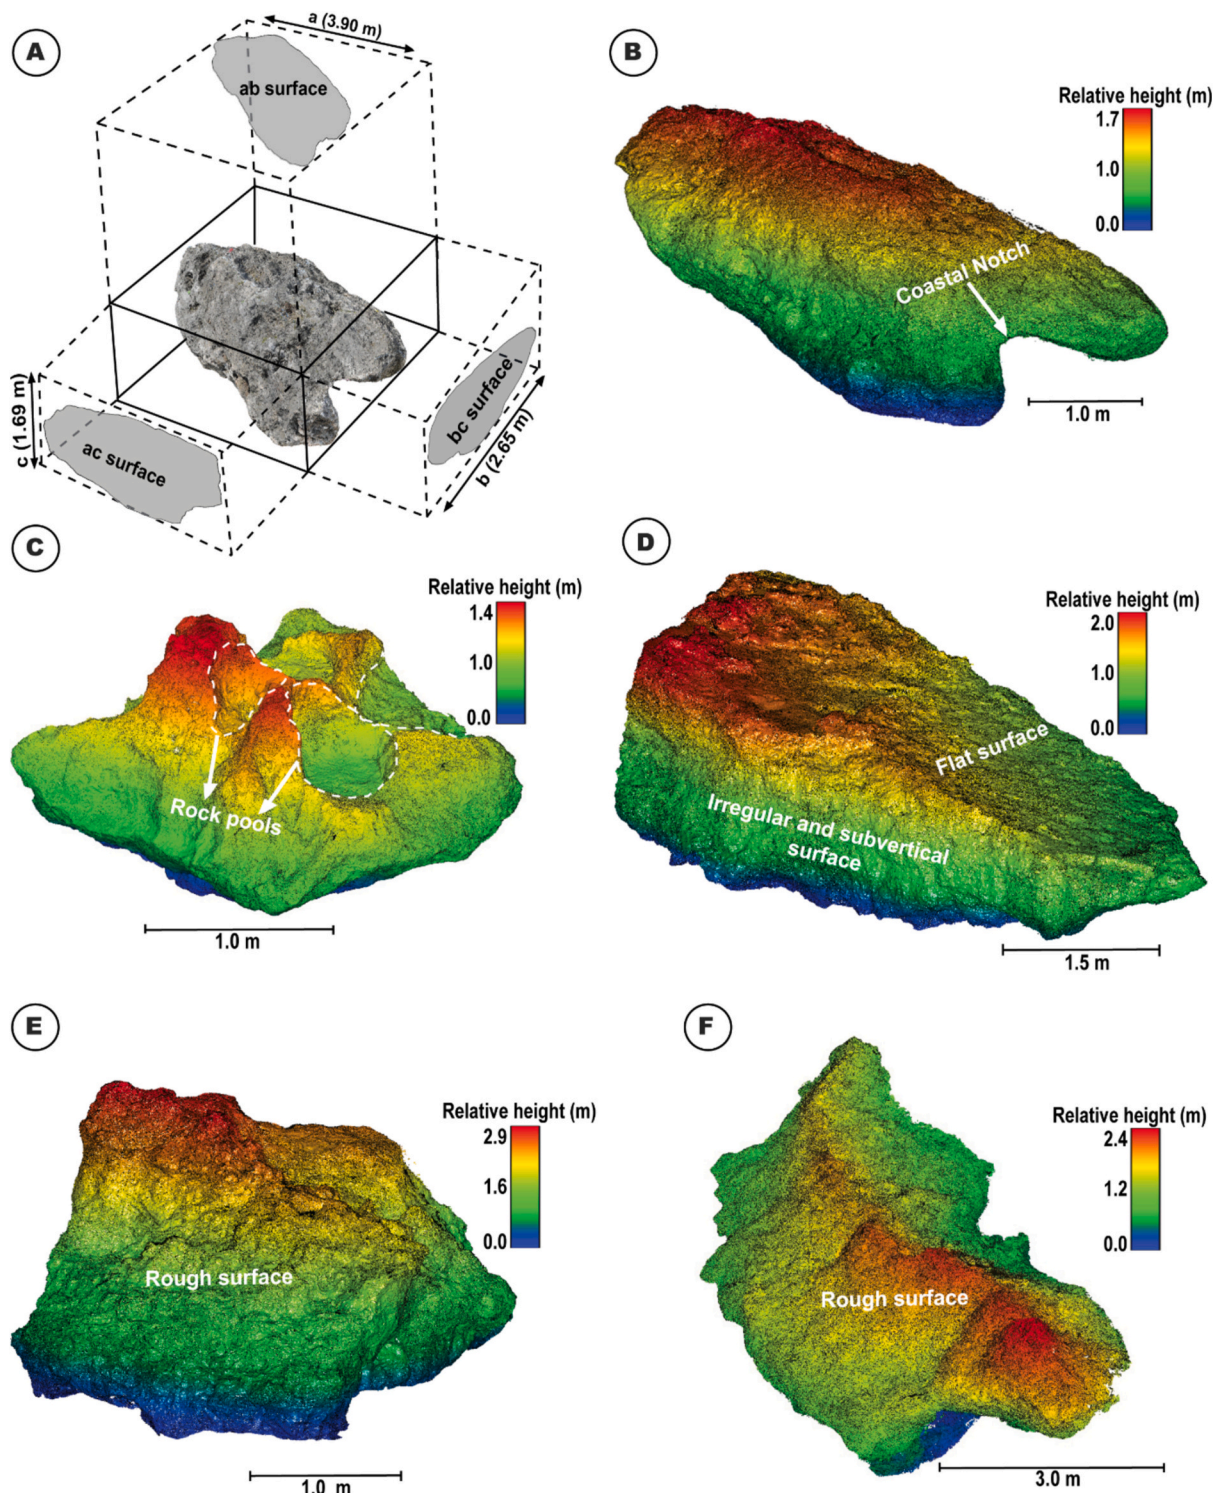 A
a (3.90 m)
ab surface
c (1.69 m)
ac surface
bc surface
b (2.65 m)
B
Relative height (m)
1.7
1.0
0.0
Coastal Notch
1.0 m
C
Relative height (m)
1.4
1.0
0.0
Rock pools
1.0 m
D
Relative height (m)
2.0
1.0
0.0
Flat surface
Irregular and subvertical
surface
1.5 m
E
Relative height (m)
2.9
1.6
0.0
Rough surface
1.0 m
F
Relative height (m)
2.4
1.2
0.0
Rough surface
3.0 m